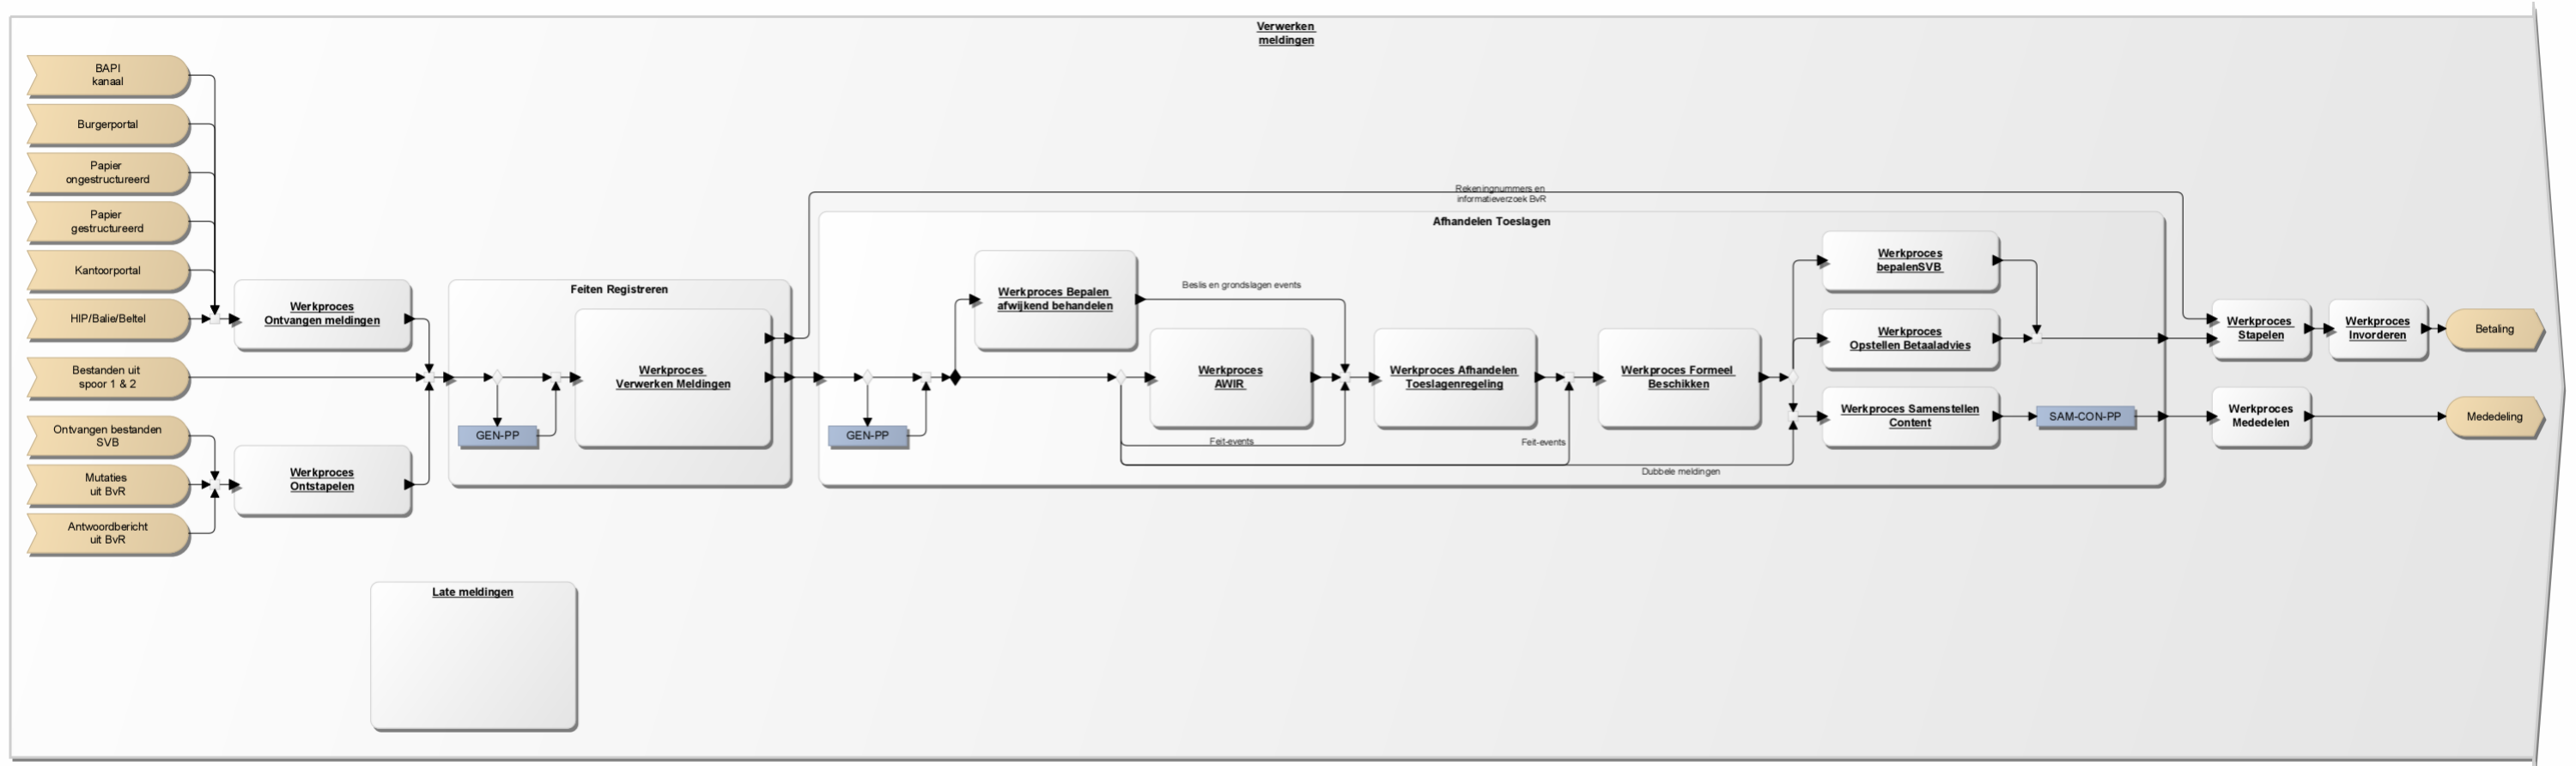 Verwerken
meldingen
BAPI
kanaal
Burgerportal
Papier
ongestructureerd
Papier
gestructureerd
Kantoorportal
HIP/Balie/Beltel
Bestanden uit
spoor 1 & 2
Ontvangen bestanden
SVB
Mutaties
uit BvR
Antwoordbericht
uit BvR
Werkproces
Ontvangen meldingen
Werkproces
Ontstapelen
Feiten Registreren
GEN-PP
Werkproces
Verwerken Meldingen
Rekeningnummers en
informatieverzoek BvR
Afhandelen Toeslagen
GEN-PP
Werkproces Bepalen
afwijkend behandelen
Beslis en grondslagen events
Werkproces
AWIR
Feit-events
Werkproces Afhandelen
Toeslagenregeling
Feit-events
Werkproces Formeel
Beschikken
Dubbele meldingen
Werkproces
bepalenSVB
Werkproces
Opstellen Betaaladvies
Werkproces Samenstellen
Content
SAM-CON-PP
Werkproces
Stapelen
Werkproces
Invorderen
Betaling
Werkproces
Mededelen
Mededeling
Late meldingen